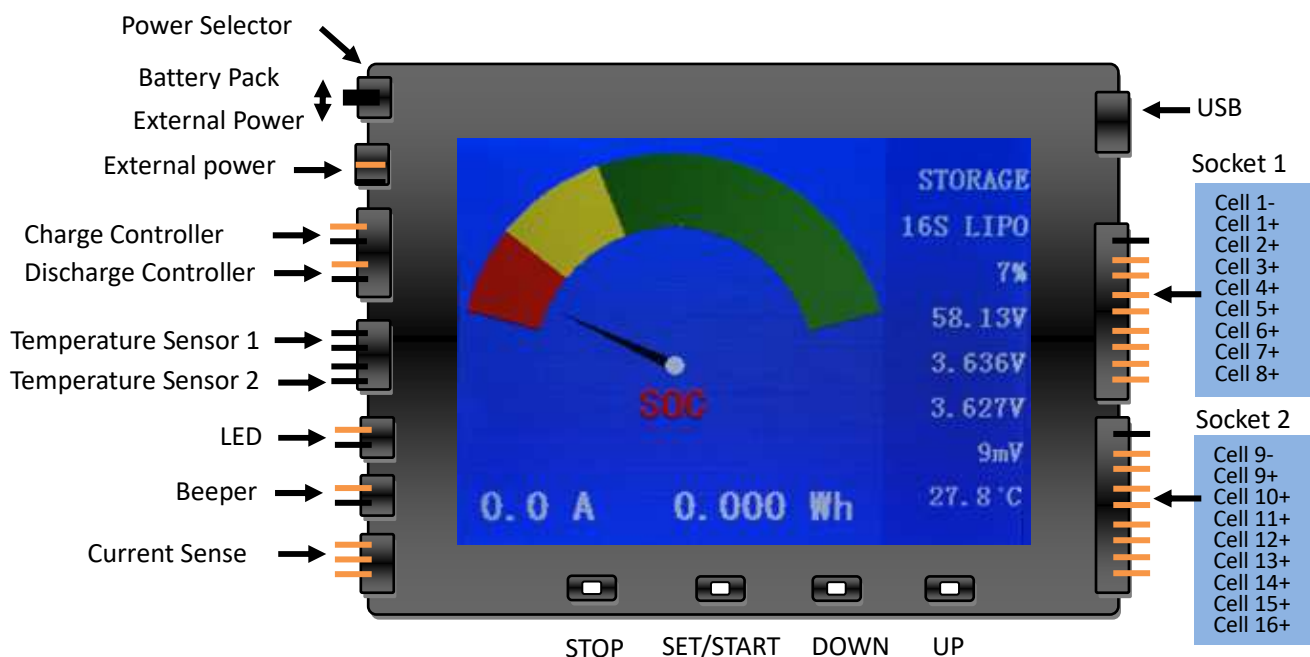 Power Selector
Battery Pack
External Power
External power
Charge Controller
Discharge Controller
Temperature Sensor 1
Temperature Sensor 2
LED
Beeper
Current Sense
STORAGE
16S LIPO
7%
58.13V
3.636V
3.627V
9mV
27.8°C
SOC
0.0 A 0.000 Wh
STOP SET/START DOWN UP
USB
Socket 1
Cell 1-
Cell 1+
Cell 2+
Cell 3+
Cell 4+
Cell 5+
Cell 6+
Cell 7+
Cell 8+
Socket 2
Cell 9-
Cell 9+
Cell 10+
Cell 11+
Cell 12+
Cell 13+
Cell 14+
Cell 15+
Cell 16+